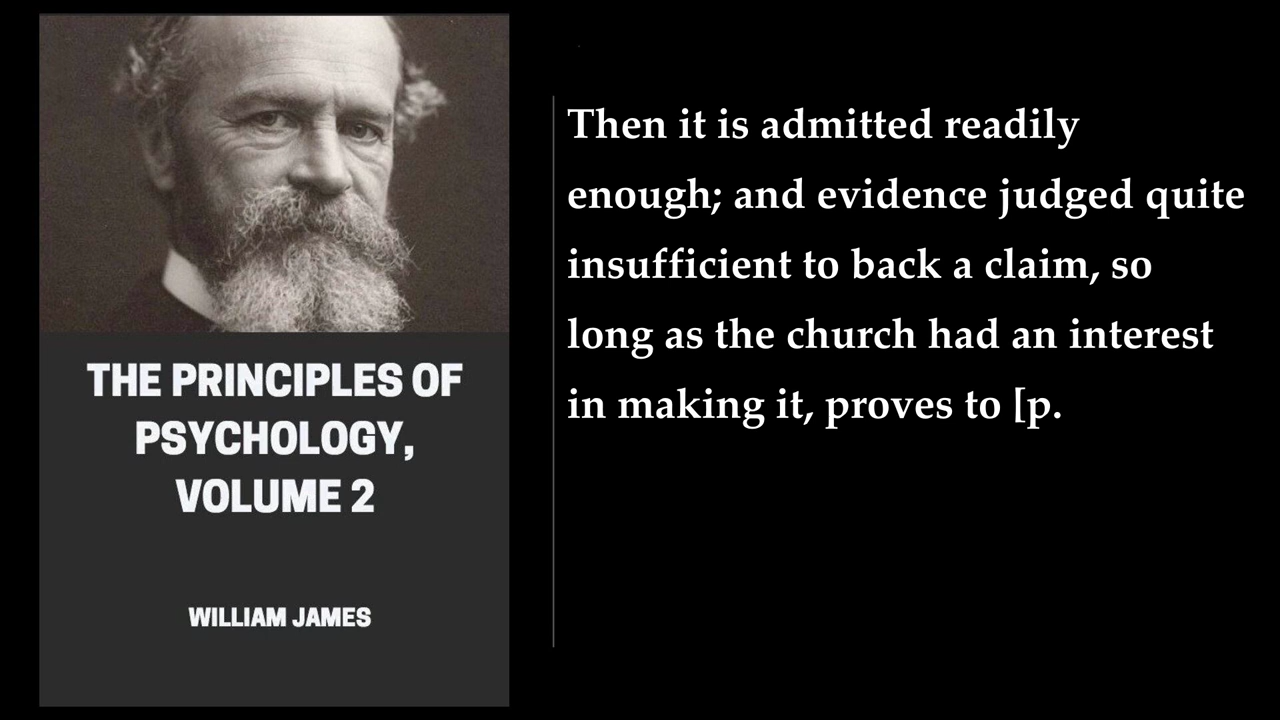 THE PRINCIPLES OF
PSYCHOLOGY,
VOLUME 2
WILLIAM JAMES
Then it is admitted readily
enough; and evidence judged quite
insufficient to back a claim, so
long as the church had an interest
in making it, proves to [p.